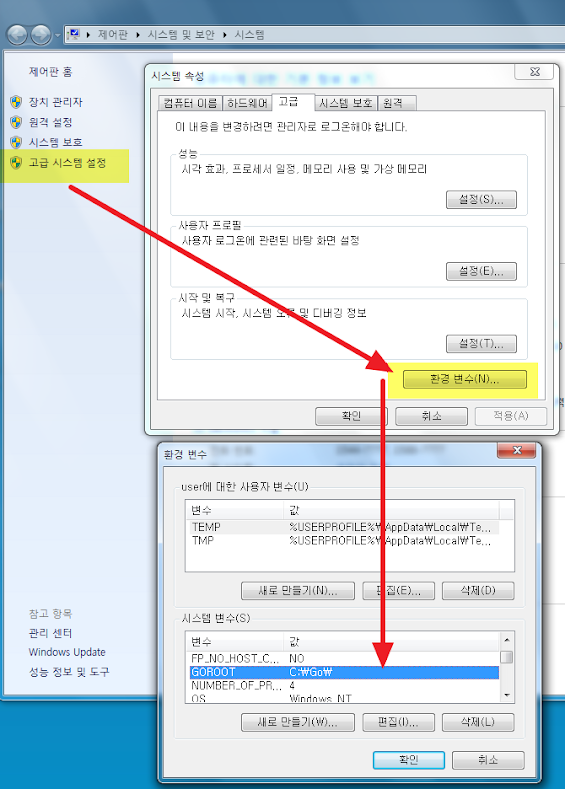 제어판 ▸ 시스템 및 보안 ▸ 시스템
제어판 홈
장치 관리자
원격 설정
시스템 보호
고급 시스템 설정
시스템 속성
컴퓨터 이름 하드웨어 고급 시스템 보호 원격
이 내용을 변경하려면 관리자로 로그온해야 합니다.
성능
시각 효과, 프로세서 일정, 메모리 사용 및 가상 메모리
설정(S)...
사용자 프로필
사용자 로그온에 관련된 바탕 화면 설정
설정(E)...
시작 및 복구
시스템 시작, 시스템 오류 및 디버깅 정보
설정(T)...
환경 변수(N)...
확인 취소 적용(A)
환경 변수
user에 대한 사용자 변수(U)
변수 값
TEMP %USERPROFILE%₩AppData₩Local₩Te...
TMP %USERPROFILE%₩AppData₩Local₩Te...
새로 만들기(N)... 편집(E)... 삭제(D)
시스템 변수(S)
변수 값
FP_NO_HOST_C... NO
GOROOT C:₩Go₩
NUMBER_OF_PR... 4
OS Windows_NT
새로 만들기(W)... 편집(I)... 삭제(L)
확인 취소
참고 항목
관리 센터
Windows Update
성능 정보 및 도구